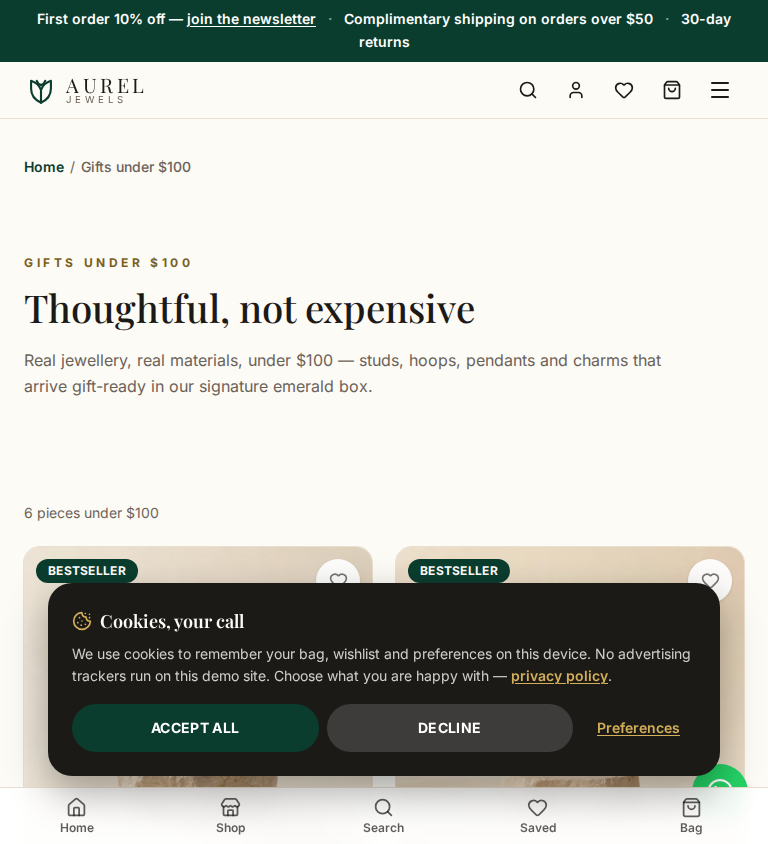 First order 10% off — join the newsletter · Complimentary shipping on orders over $50 · 30-day
returns
AUREL
JEWELS
Home / Gifts under $100
GIFTS UNDER $100
Thoughtful, not expensive
Real jewellery, real materials, under $100 — studs, hoops, pendants and charms that
arrive gift-ready in our signature emerald box.
6 pieces under $100
BESTSELLER BESTSELLER
Cookies, your call
We use cookies to remember your bag, wishlist and preferences on this device. No advertising
trackers run on this demo site. Choose what you are happy with — privacy policy.
ACCEPT ALL DECLINE Preferences
Home Shop Search Saved Bag